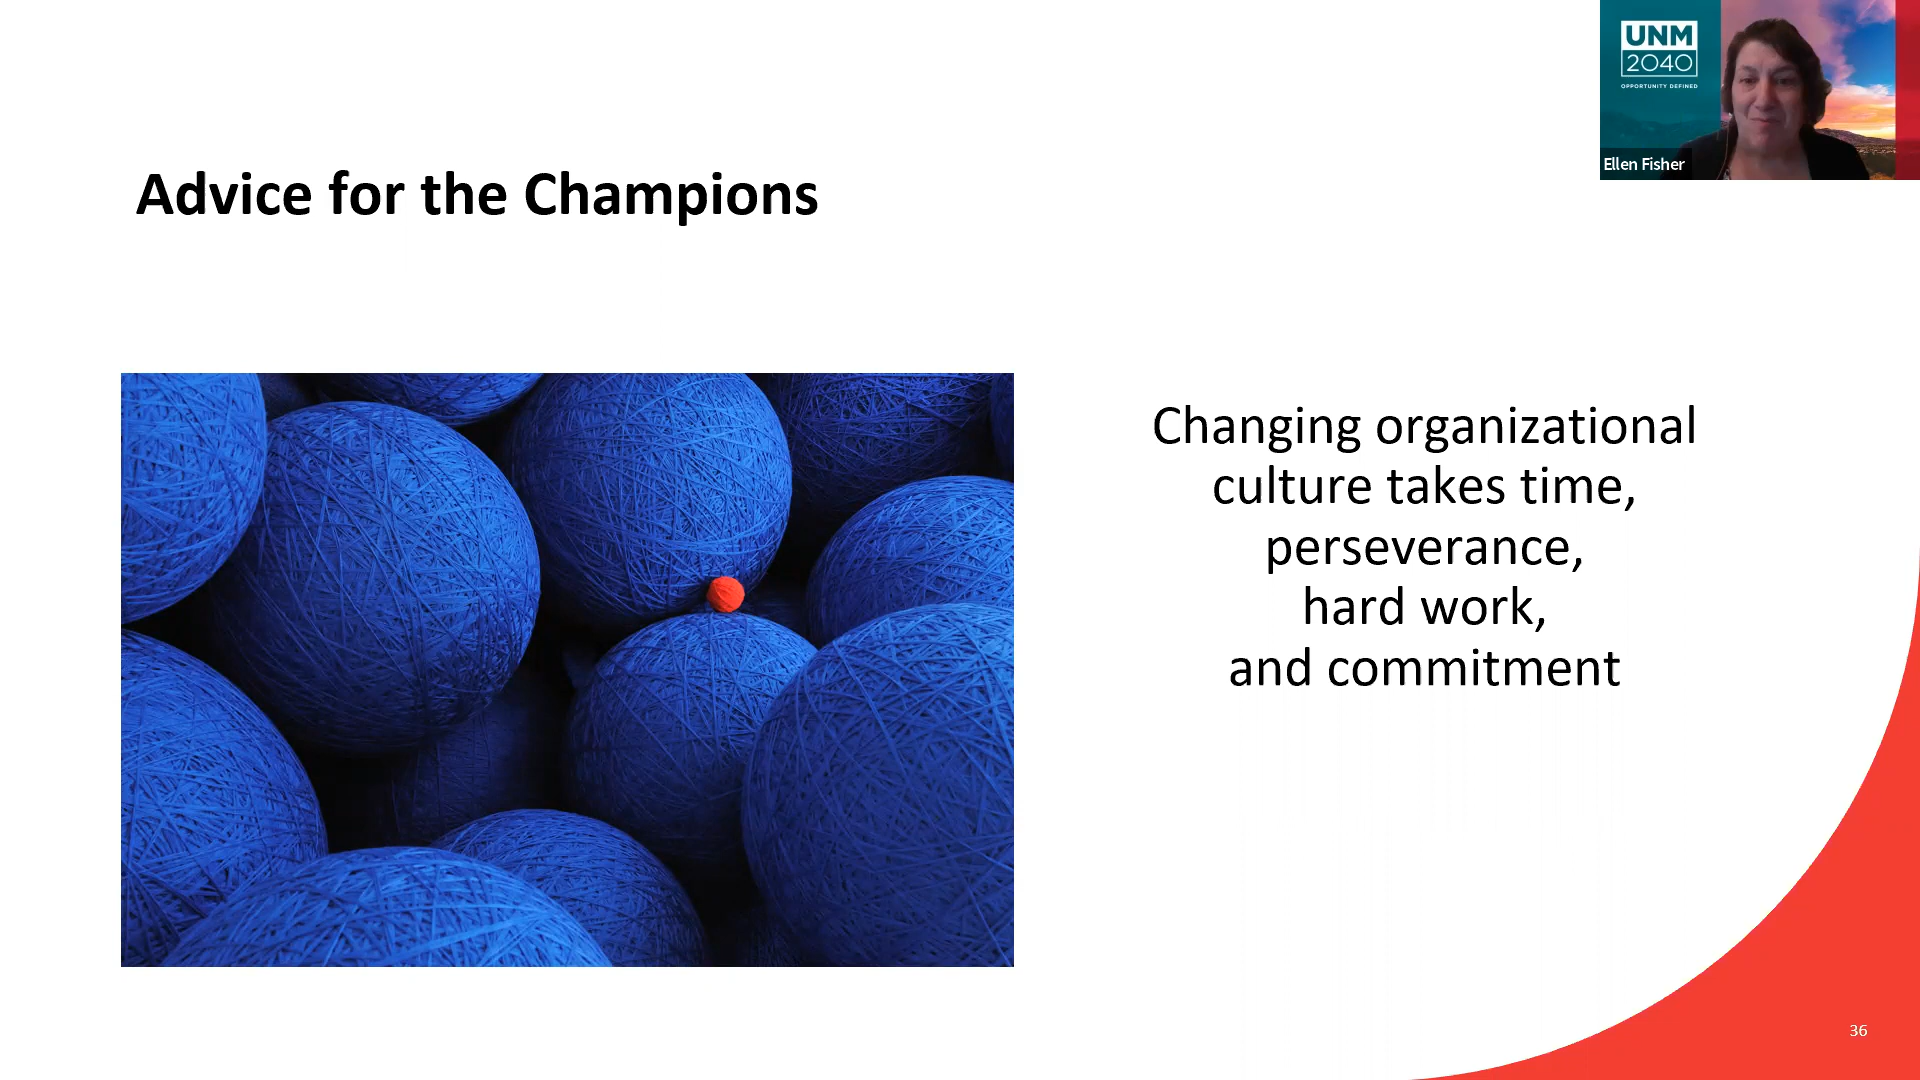 UNM
2040
OPPORTUNITY DEFINED
Ellen Fisher
Advice for the Champions
Changing organizational
culture takes time,
perseverance,
hard work,
and commitment
36